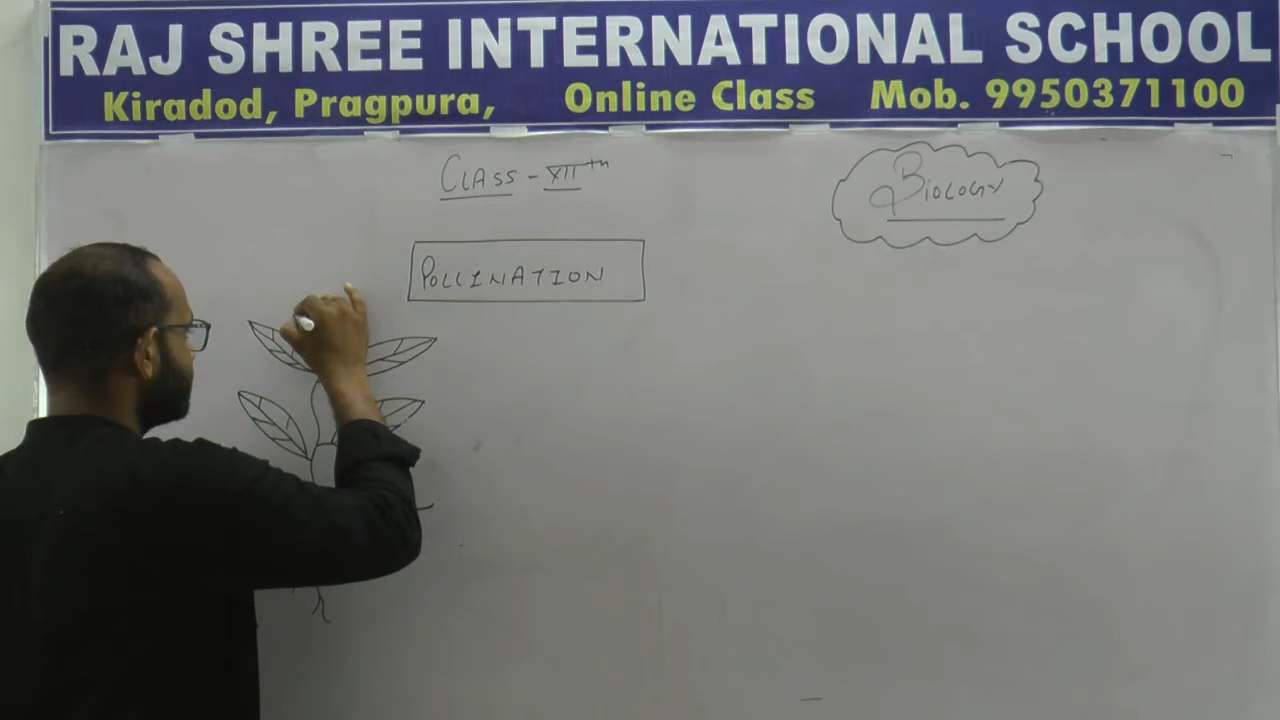 RAJ SHREE INTERNATIONAL SCHOOL
Kiradod, Pragpura, Online Class Mob. 9950371100
CLASS - XIIth
BIOLOGY
POLLINATION